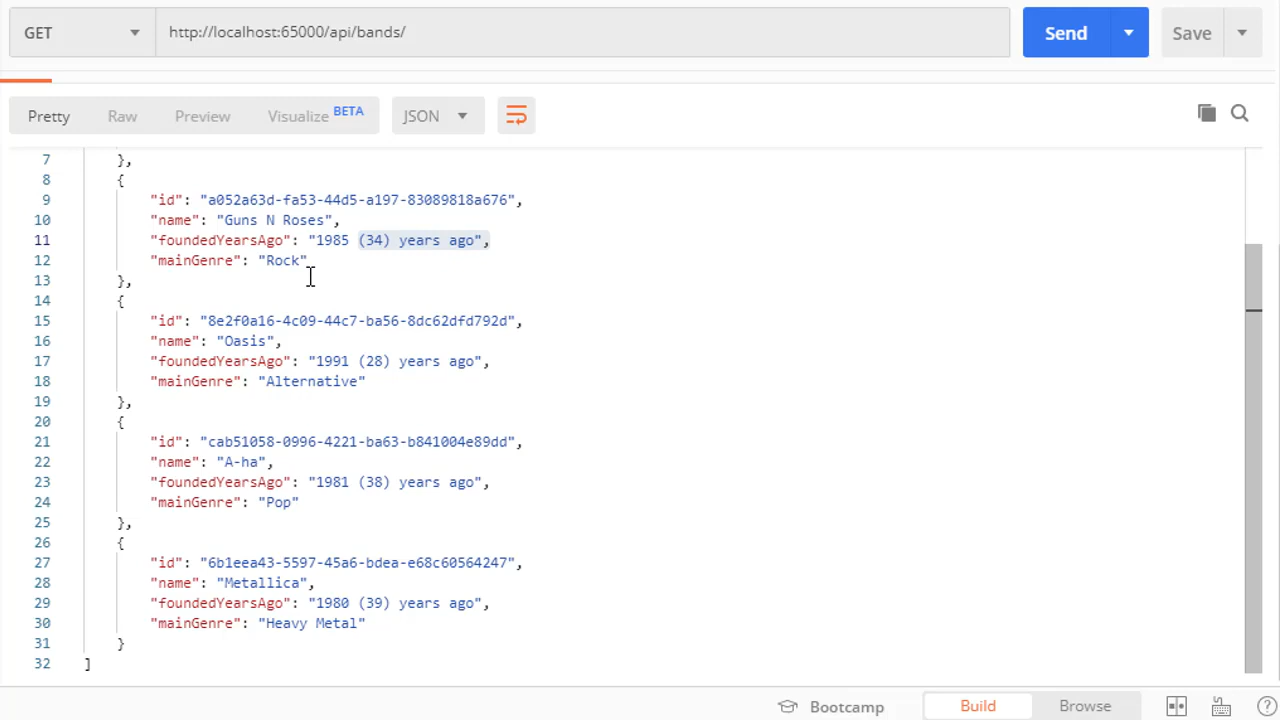 GET http://localhost:65000/api/bands/ Send Save
Pretty Raw Preview Visualize BETA JSON
7 },
8 {
9 "id": "a052a63d-fa53-44d5-a197-83089818a676",
10 "name": "Guns N Roses",
11 "foundedYearsAgo": "1985 (34) years ago",
12 "mainGenre": "Rock"
13 },
14 {
15 "id": "8e2f0a16-4c09-44c7-ba56-8dc62dfd792d",
16 "name": "Oasis",
17 "foundedYearsAgo": "1991 (28) years ago",
18 "mainGenre": "Alternative"
19 },
20 {
21 "id": "cab51058-0996-4221-ba63-b841004e89dd",
22 "name": "A-ha",
23 "foundedYearsAgo": "1981 (38) years ago",
24 "mainGenre": "Pop"
25 },
26 {
27 "id": "6b1eea43-5597-45a6-bdea-e68c60564247",
28 "name": "Metallica",
29 "foundedYearsAgo": "1980 (39) years ago",
30 "mainGenre": "Heavy Metal"
31 }
32 ]
Bootcamp Build Browse